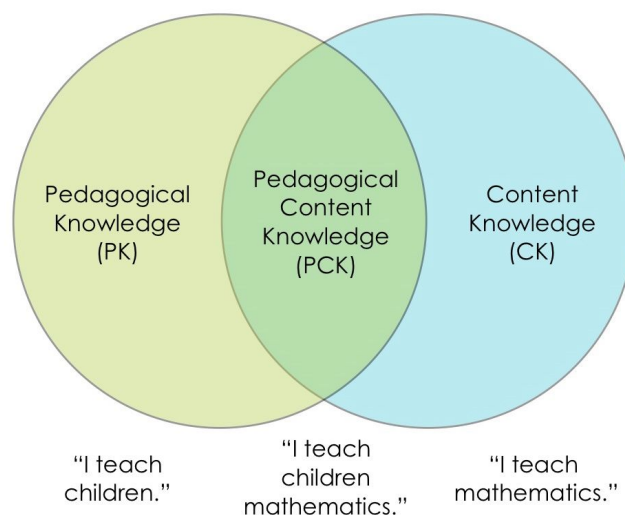 Pedagogical
Knowledge
(PK)
Pedagogical
Content
Knowledge
(PCK)
Content
Knowledge
(CK)
“I teach
children.”
“I teach
children
mathematics.”
“I teach
mathematics.”